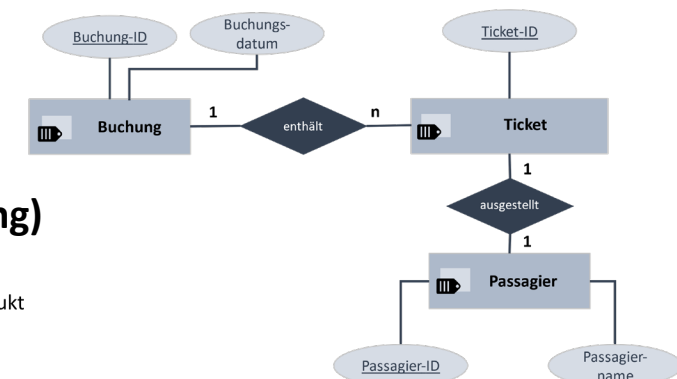 Buchung-ID
Buchungs-
datum
Ticket-ID
Buchung
1
enthält
n
Ticket
1
ausgestellt
1
Passagier
ng)
ukt
Passagier-ID
Passagier-
name